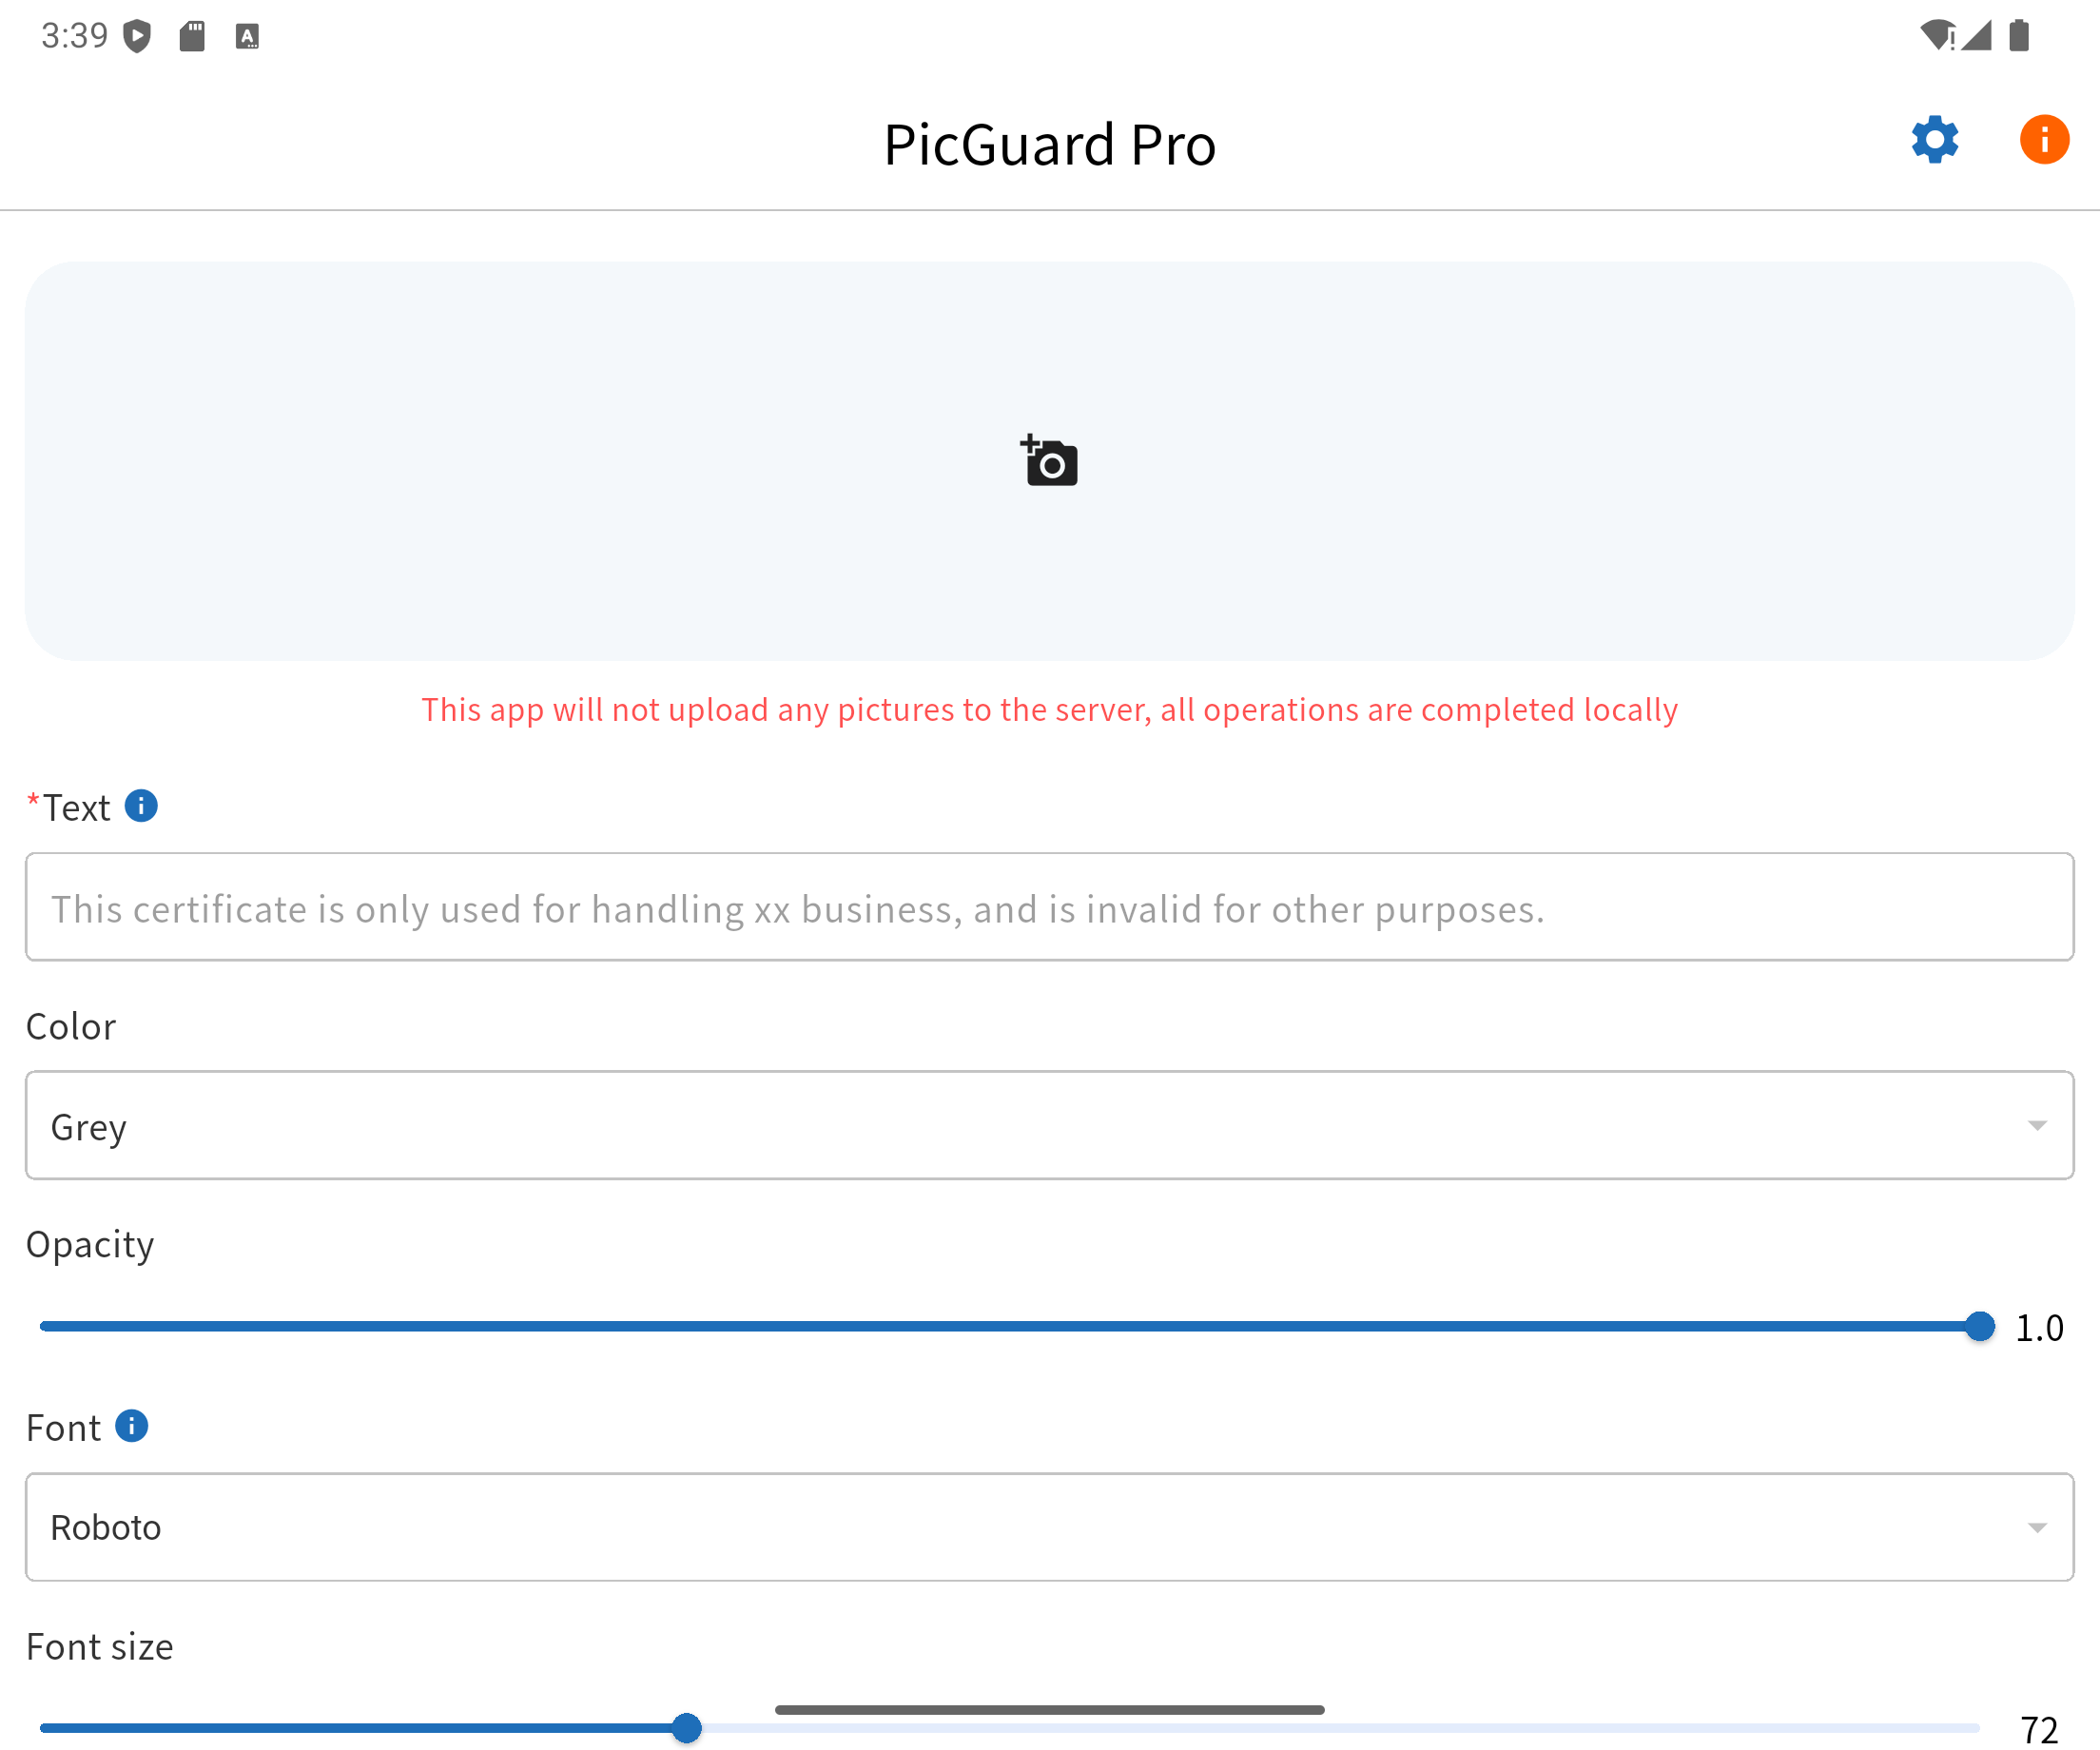 3:39
PicGuard Pro
This app will not upload any pictures to the server, all operations are completed locally
*Text
This certificate is only used for handling xx business, and is invalid for other purposes.
Color
Grey
Opacity
1.0
Font
Roboto
Font size
72